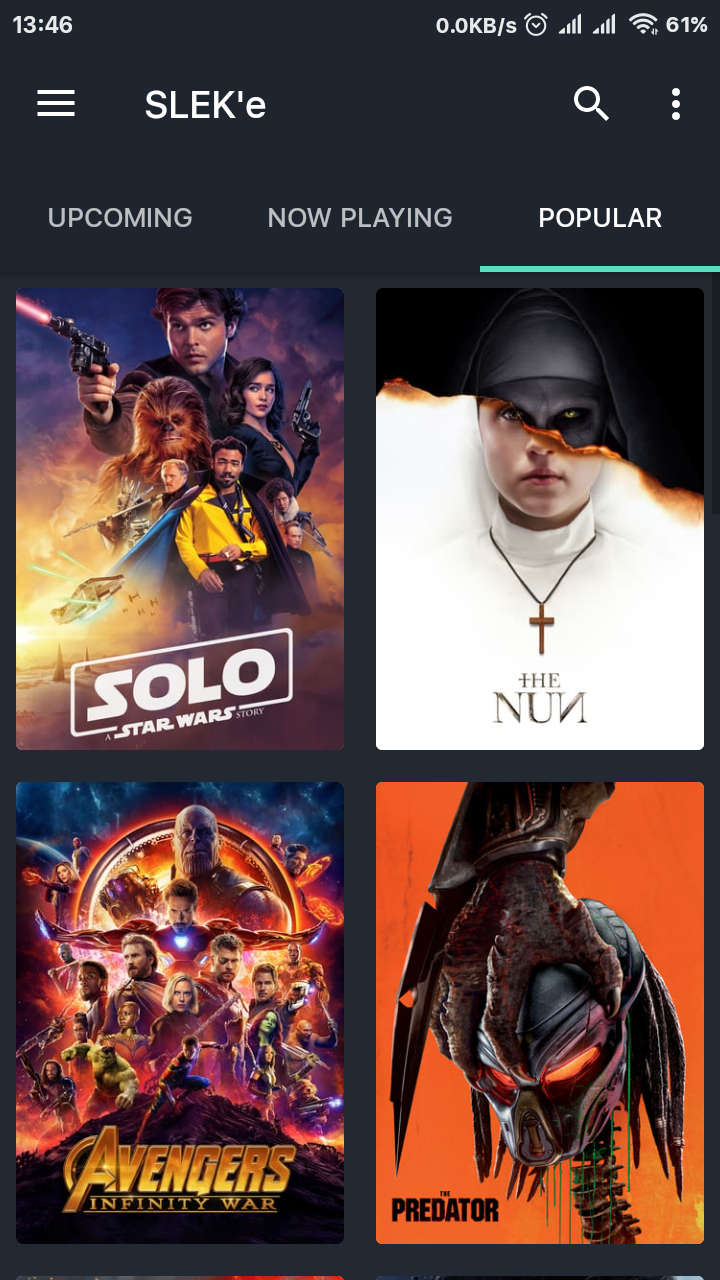 13:46
0.0KB/s
61%
SLEK'e
UPCOMING
NOW PLAYING
POPULAR
SOLO
A STAR WARS STORY
THE
NUN
AVENGERS
INFINITY WAR
THE
PREDATOR